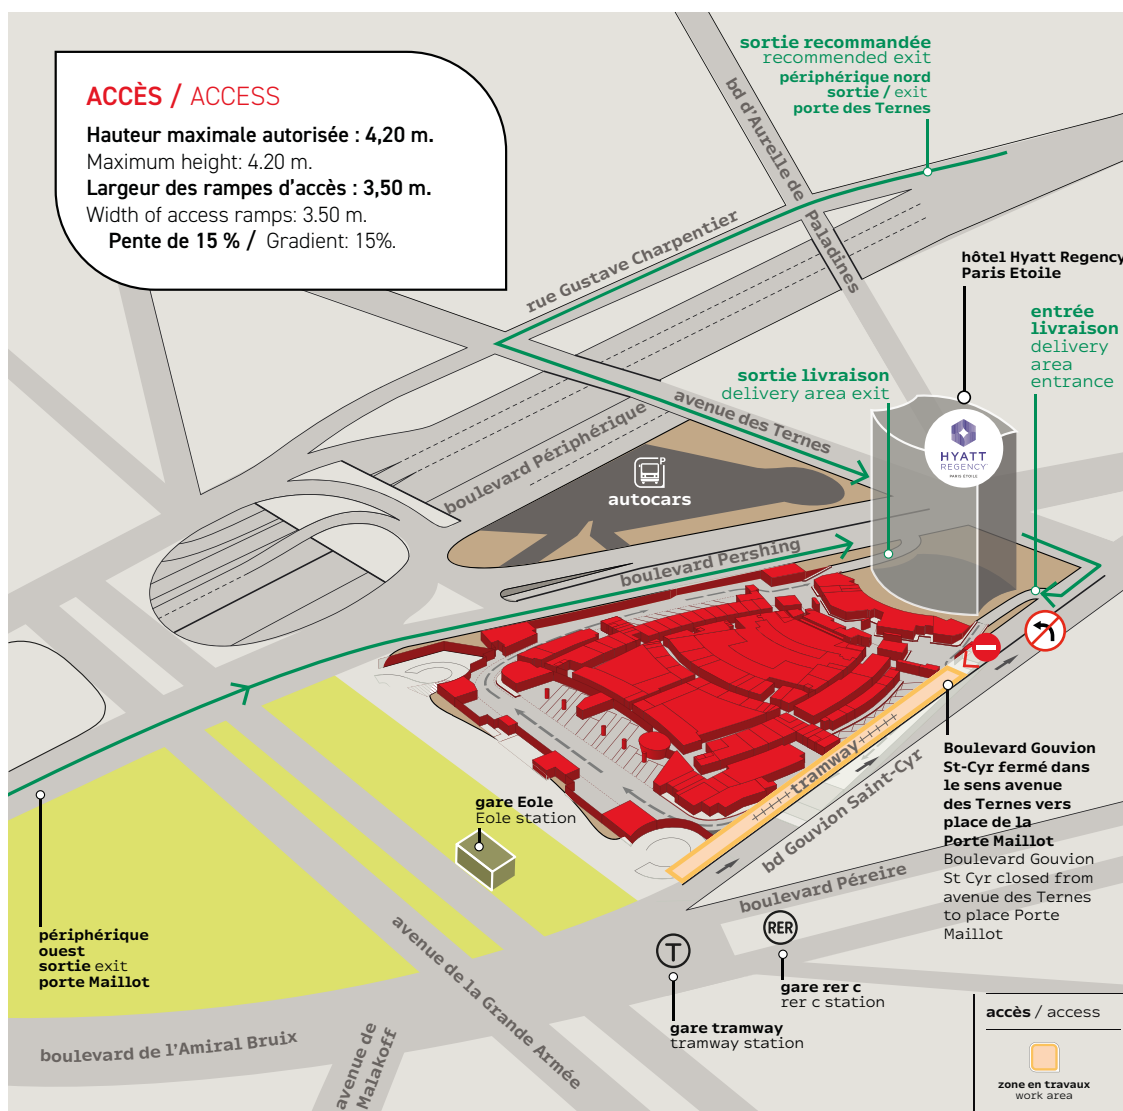 ACCÈS / ACCESS
Hauteur maximale autorisée : 4,20 m.
Maximum height: 4.20 m.
Largeur des rampes d’accès : 3,50 m.
Width of access ramps: 3.50 m.
Pente de 15 % / Gradient: 15%.
sortie recommandée
recommended exit
périphérique nord
sortie / exit
porte des Ternes
bd d'Aurelle de
Paladines
rue Gustave Charpentier
hôtel Hyatt Regency
Paris Etoile
entrée
livraison
delivery
area
entrance
sortie livraison
delivery area exit
avenue des Ternes
boulevard Périphérique
P
autocars
HYATT
REGENCY
PARIS ETOILE
boulevard Pershing
tramway
bd Gouvion Saint-Cyr
Boulevard Gouvion
St-Cyr fermé dans
le sens avenue
des Ternes vers
place de la
Porte Maillot
Boulevard Gouvion
St Cyr closed from
avenue des Ternes
to place Porte
Maillot
gare Eole
Eole station
boulevard Péreire
périphérique
ouest
sortie exit
porte Maillot
avenue de la Grande Armée
T
gare tramway
tramway station
RER
gare rer c
rer c station
boulevard de l'Amiral Bruix
avenue de
Malakoff
accès / access
zone en travaux
work area